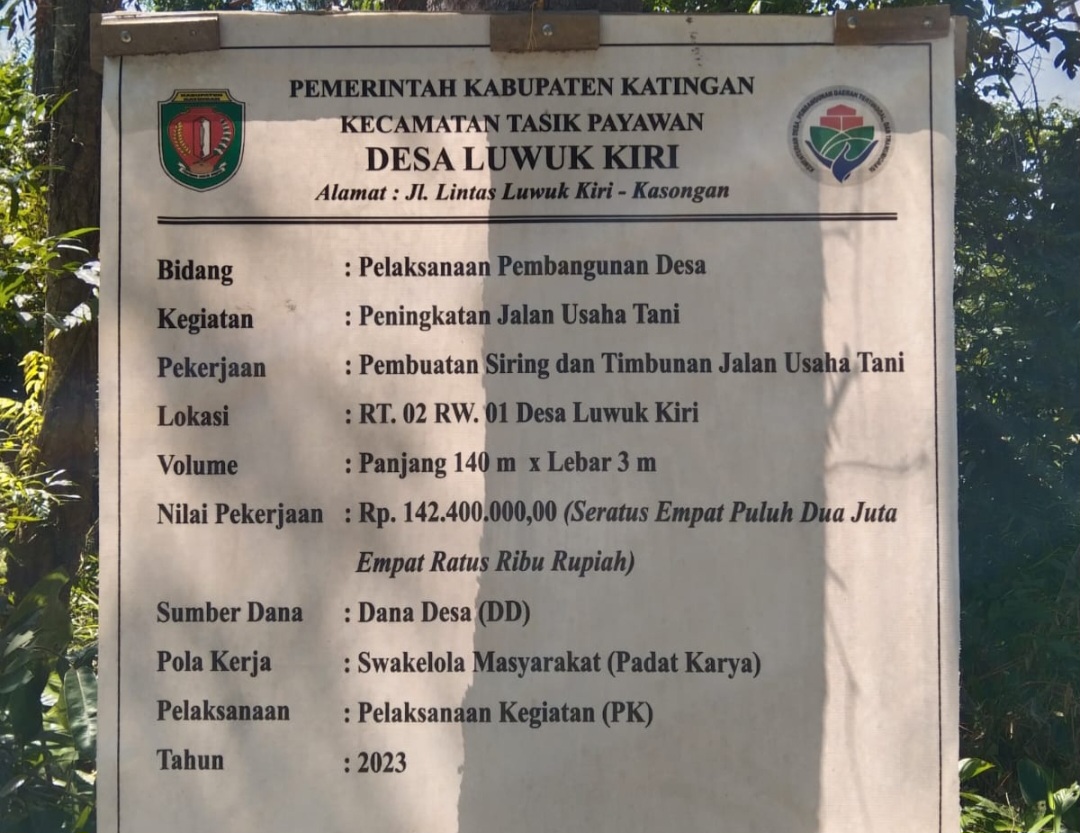 PEMERINTAH KABUPATEN KATINGAN
KECAMATAN TASIK PAYAWAN
DESA LUWUK KIRI
Alamat : Jl. Lintas Luwuk Kiri - Kasongan
Bidang : Pelaksanaan Pembangunan Desa
Kegiatan : Peningkatan Jalan Usaha Tani
Pekerjaan : Pembuatan Siring dan Timbunan Jalan Usaha Tani
Lokasi : RT. 02 RW. 01 Desa Luwuk Kiri
Volume : Panjang 140 m x Lebar 3 m
Nilai Pekerjaan : Rp. 142.400.000,00 (Seratus Empat Puluh Dua Juta
Empat Ratus Ribu Rupiah)
Sumber Dana : Dana Desa (DD)
Pola Kerja : Swakelola Masyarakat (Padat Karya)
Pelaksanaan : Pelaksanaan Kegiatan (PK)
Tahun : 2023